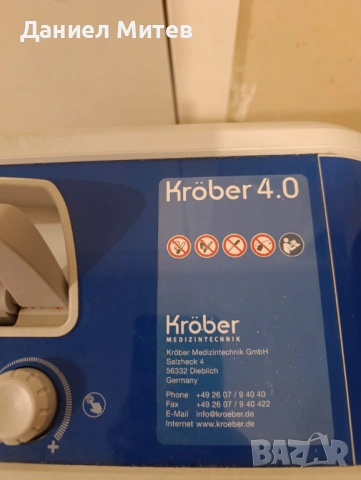 Даниел Митев
Kröber 4.0
Kröber
MEDIZINTECHNIK
Kröber Medizintechnik GmbH
Salzheck 4
56332 Dieblich
Germany
Phone +49 26 07 / 9 40 40
Fax +49 26 07 / 9 40 422
E-Mail info@kroeber.de
Internet www.kroeber.de
+
BAZAR